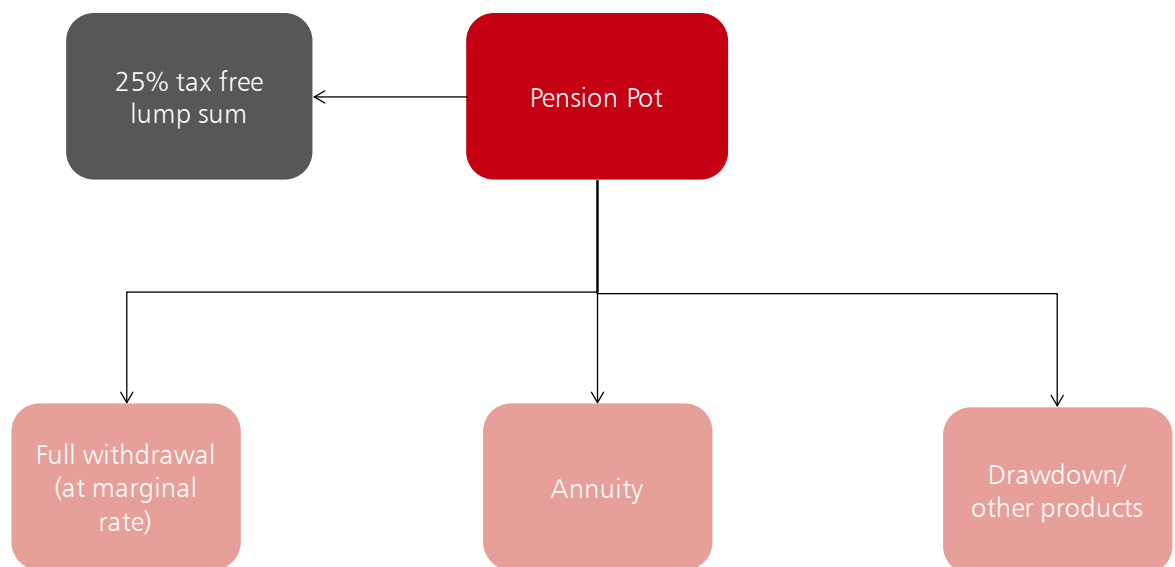 25% tax free
lump sum
Pension Pot
Full withdrawal
(at marginal
rate)
Annuity
Drawdown/
other products